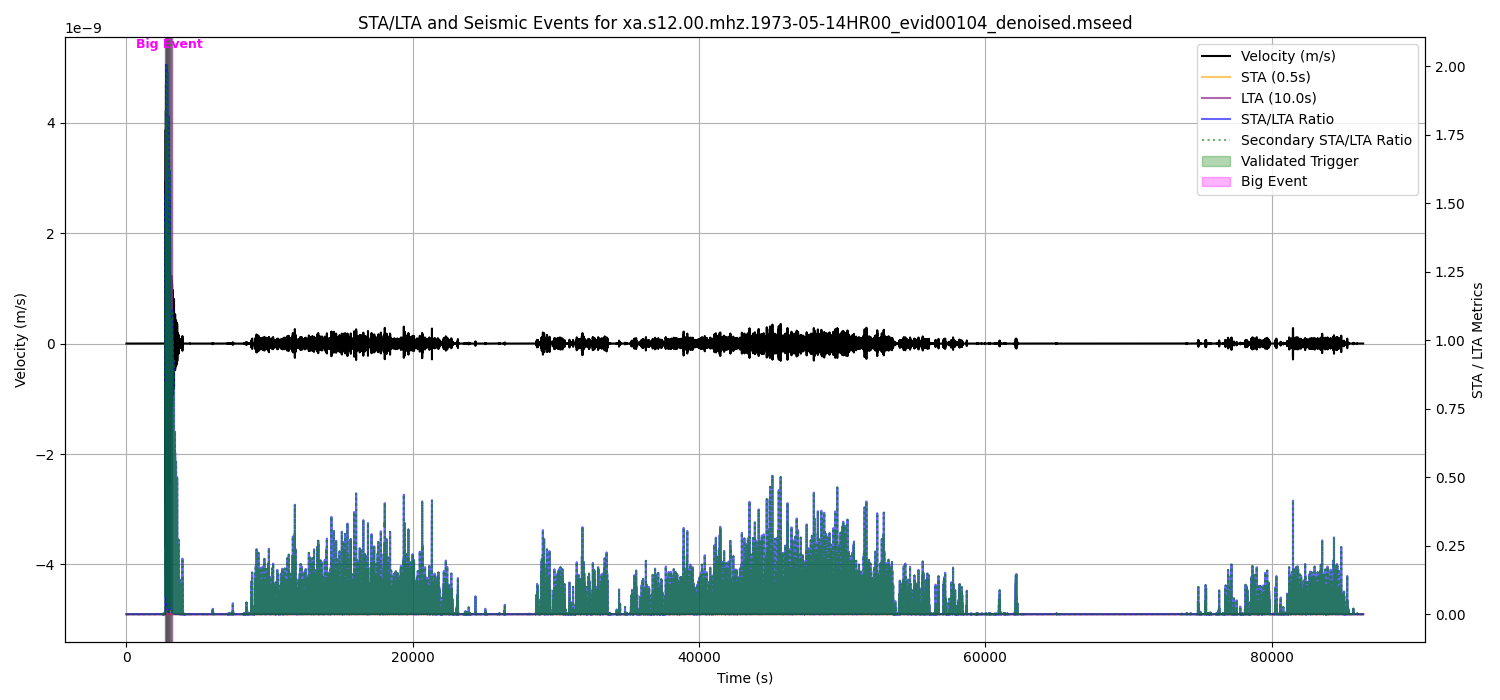 STA/LTA and Seismic Events for xa.s12.00.mhz.1973-05-14HR00_evid00104_denoised.mseed
1e−9
Big Event
Velocity (m/s)
STA (0.5s)
LTA (10.0s)
STA/LTA Ratio
Secondary STA/LTA Ratio
Validated Trigger
Big Event
4
2
0
−2
−4
Velocity (m/s)
2.00
1.75
1.50
1.25
1.00
0.75
0.50
0.25
0.00
STA / LTA Metrics
0
20000
40000
60000
80000
Time (s)